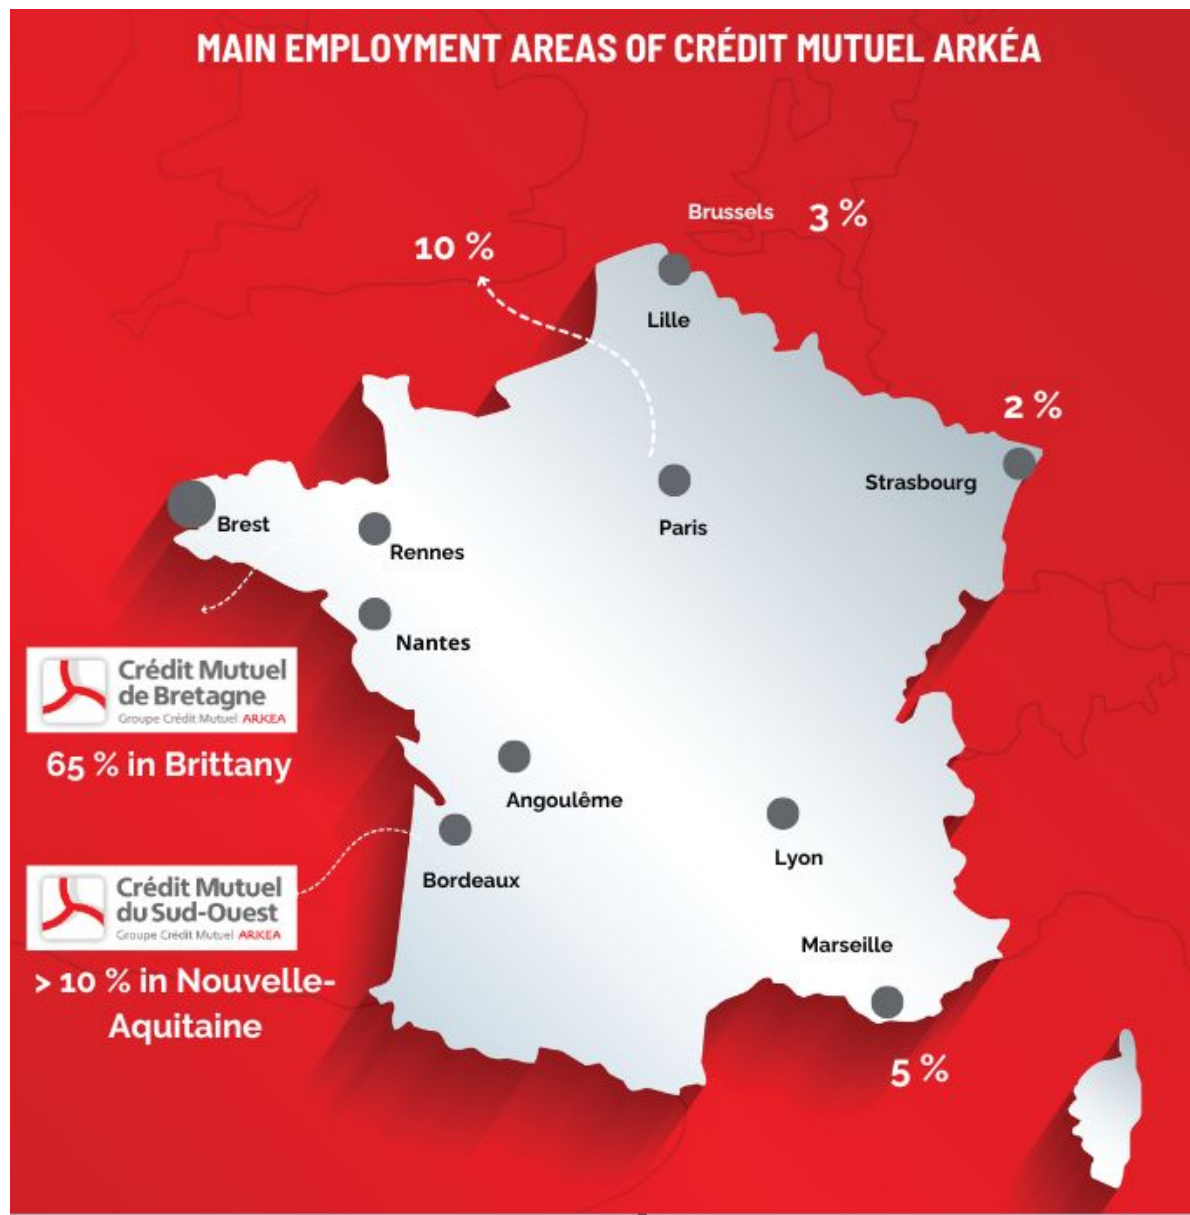 MAIN EMPLOYMENT AREAS OF CRÉDIT MUTUEL ARKÉA
Brussels 3 %
10 %
Lille
2 %
Strasbourg
Paris
Brest
Rennes
Nantes
Crédit Mutuel
de Bretagne
Groupe Crédit Mutuel ARKEA
65 % in Brittany
Angoulême
Lyon
Bordeaux
Crédit Mutuel
du Sud-Ouest
Groupe Crédit Mutuel ARKEA
> 10 % in Nouvelle-
Aquitaine
Marseille
5 %